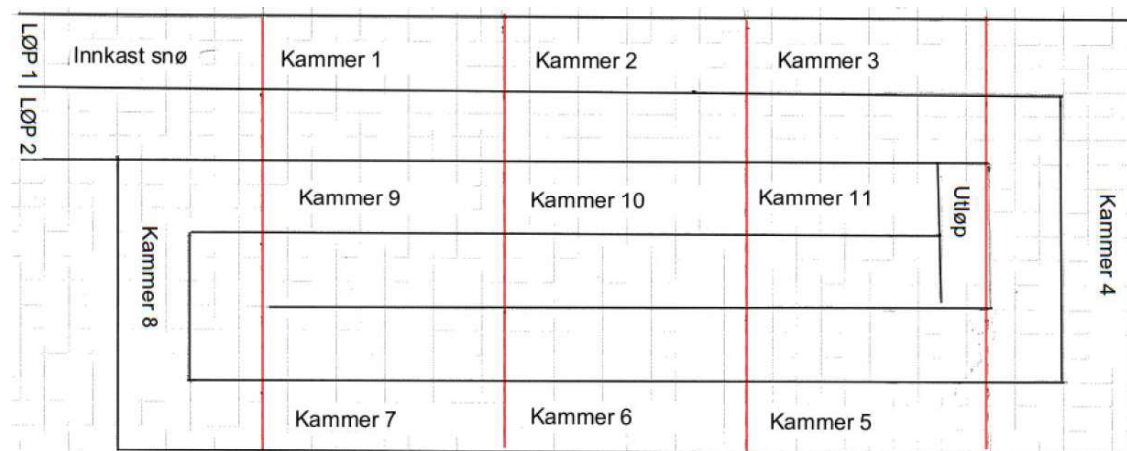 LØP 1
Innkast snø
Kammer 1
Kammer 2
Kammer 3
LØP 2
Kammer 9
Kammer 10
Kammer 11
Utløp
Kammer 4
Kammer 8
Kammer 7
Kammer 6
Kammer 5